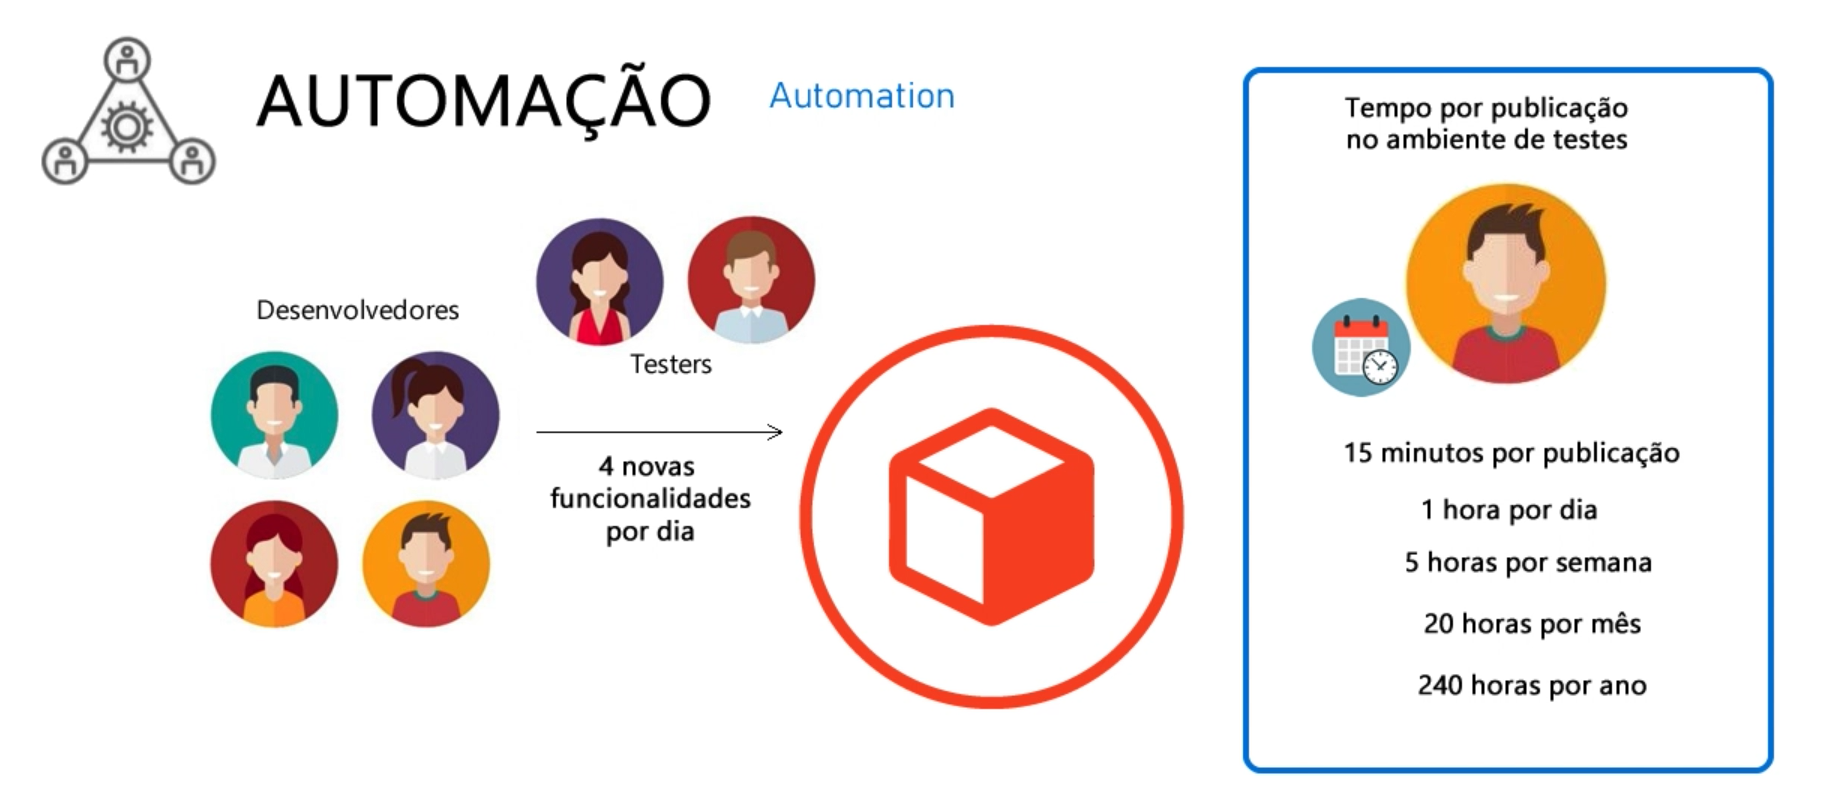 AUTOMAÇÃO
Automation
Desenvolvedores
Testers
4 novas
funcionalidades
por dia
Tempo por publicação
no ambiente de testes
15 minutos por publicação
1 hora por dia
5 horas por semana
20 horas por mês
240 horas por ano